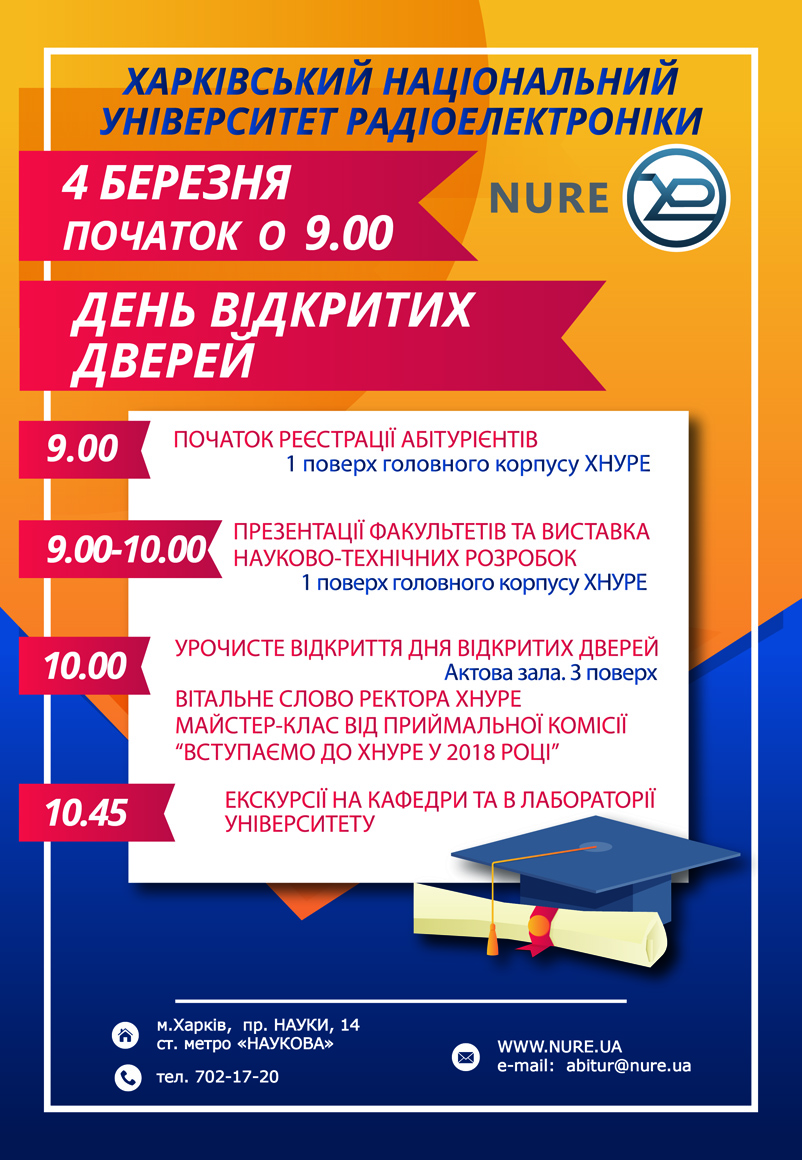 ХАРКІВСЬКИЙ НАЦІОНАЛЬНИЙ
УНІВЕРСИТЕТ РАДІОЕЛЕКТРОНІКИ
4 БЕРЕЗНЯ
ПОЧАТОК О 9.00
NURE
ДЕНЬ ВІДКРИТИХ
ДВЕРЕЙ
9.00
ПОЧАТОК РЕЄСТРАЦІЇ АБІТУРІЄНТІВ
1 поверх головного корпусу ХНУРЕ
9.00-10.00
ПРЕЗЕНТАЦІЇ ФАКУЛЬТЕТІВ ТА ВИСТАВКА
НАУКОВО-ТЕХНІЧНИХ РОЗРОБОК
1 поверх головного корпусу ХНУРЕ
10.00
УРОЧИСТЕ ВІДКРИТТЯ ДНЯ ВІДКРИТИХ ДВЕРЕЙ
Актова зала. 3 поверх
ВІТАЛЬНЕ СЛОВО РЕКТОРА ХНУРЕ
МАЙСТЕР-КЛАС ВІД ПРИЙМАЛЬНОЇ КОМІСІЇ
“ВСТУПАЄМО ДО ХНУРЕ У 2018 РОЦІ”
10.45
ЕКСКУРСІЇ НА КАФЕДРИ ТА В ЛАБОРАТОРІЇ
УНІВЕРСИТЕТУ
м.Харків, пр. НАУКИ, 14
ст. метро «НАУКОВА»
тел. 702-17-20
WWW.NURE.UA
e-mail: abitur@nure.ua